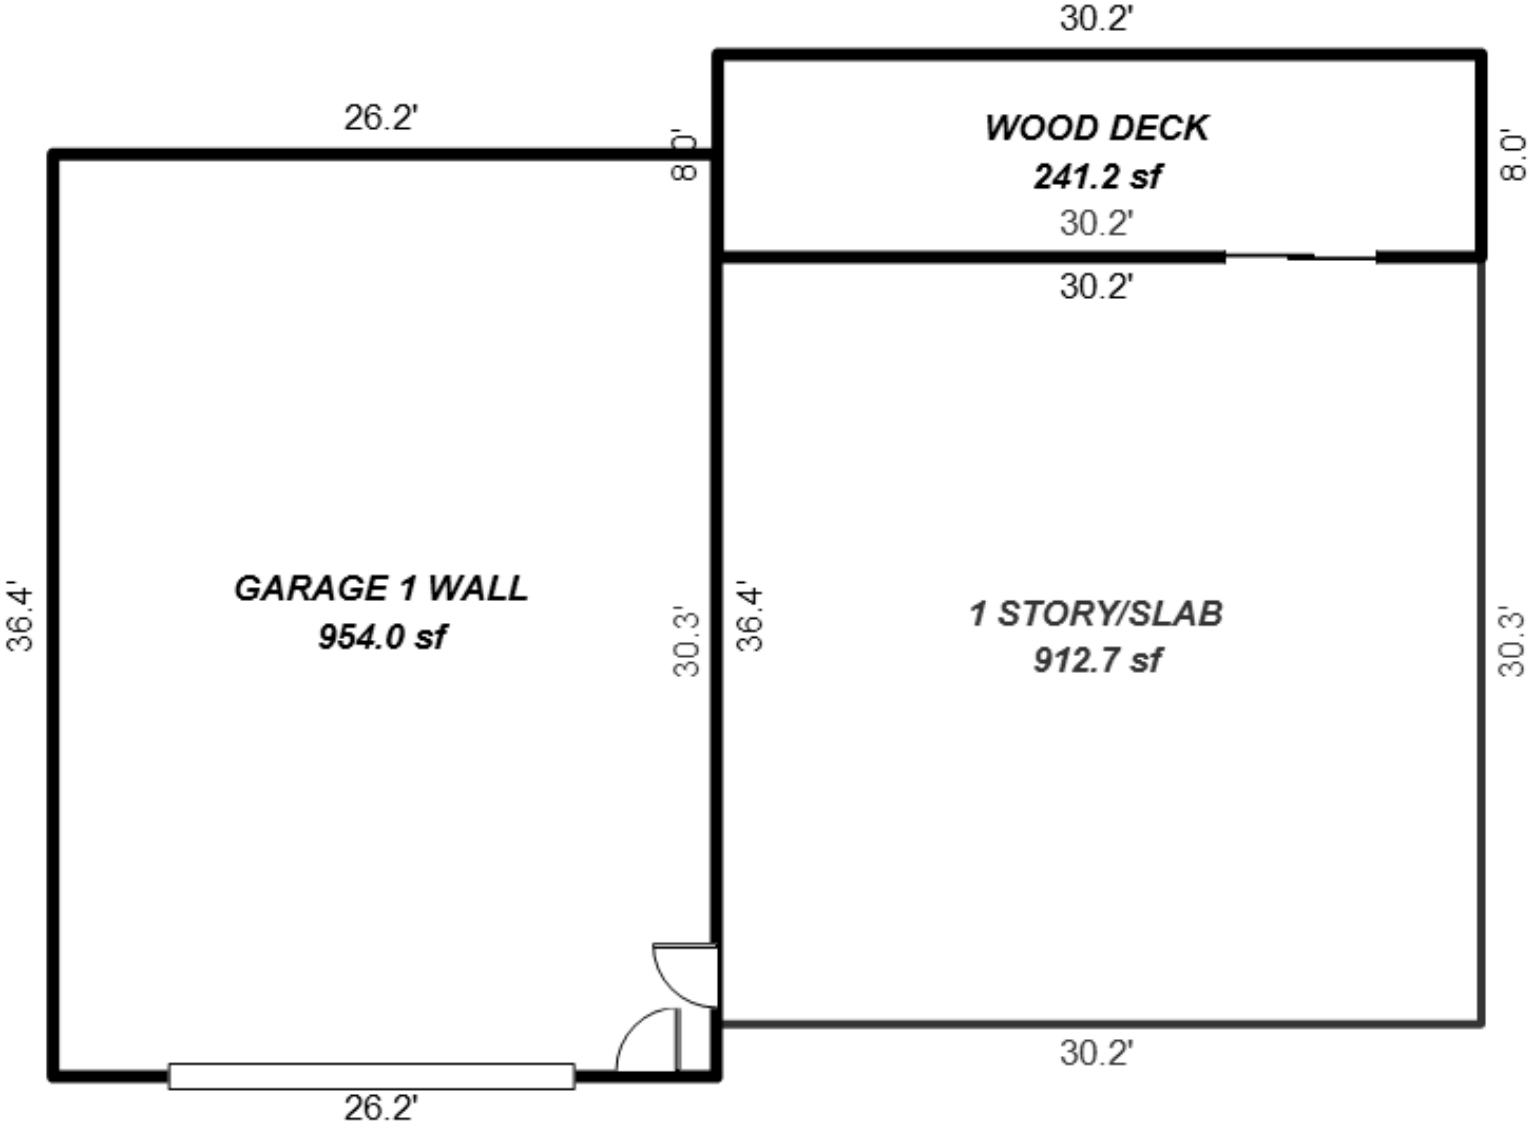 30.2'
26.2'
8.0'
WOOD DECK
241.2 sf
8.0'
30.2'
30.2'
GARAGE 1 WALL
954.0 sf
36.4'
30.3'
36.4'
1 STORY/SLAB
912.7 sf
30.3'
30.2'
26.2'